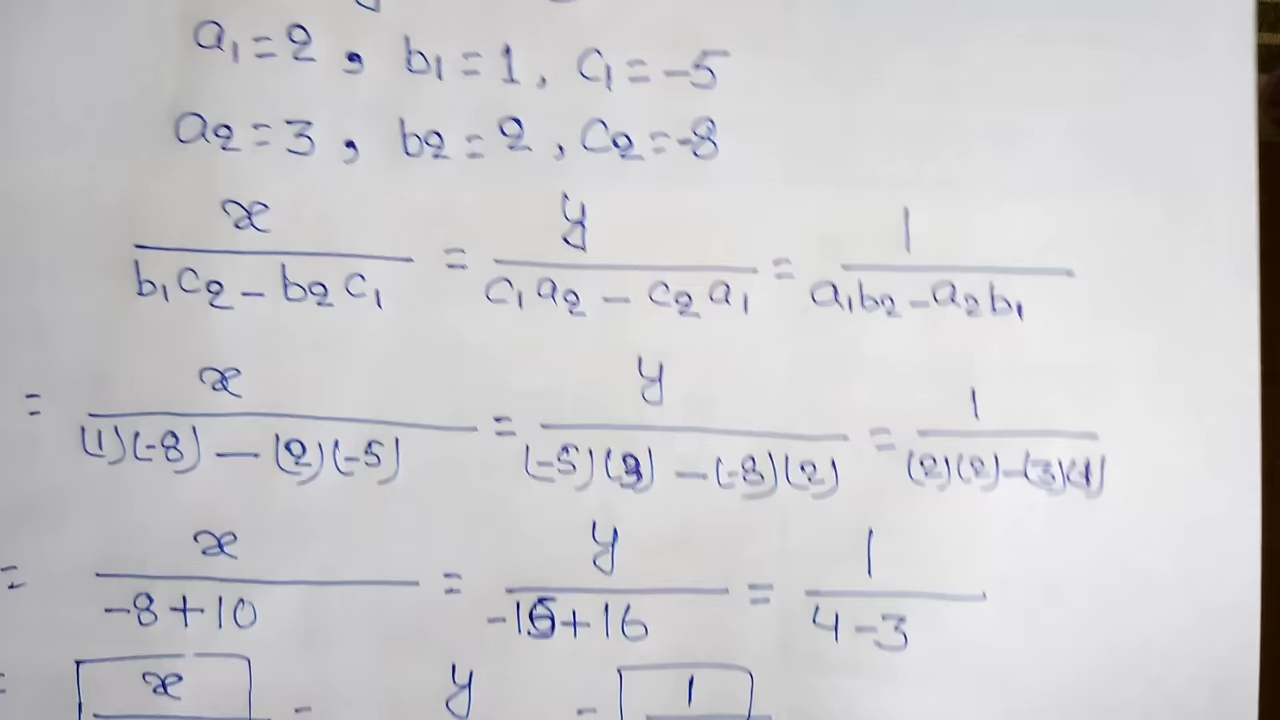 a1 = 2 , b1 = 1 , c1 = -5
a2 = 3 , b2 = 2 , c2 = -8
x / (b1c2 - b2c1) = y / (c1a2 - c2a1) = 1 / (a1b2 - a2b1)
= x / ((1)(-8) - (2)(-5)) = y / ((-5)(3) - (-8)(2)) = 1 / ((2)(2) - (3)(1))
= x / (-8+10) = y / (-15+16) = 1 / (4-3)
= x = y = 1